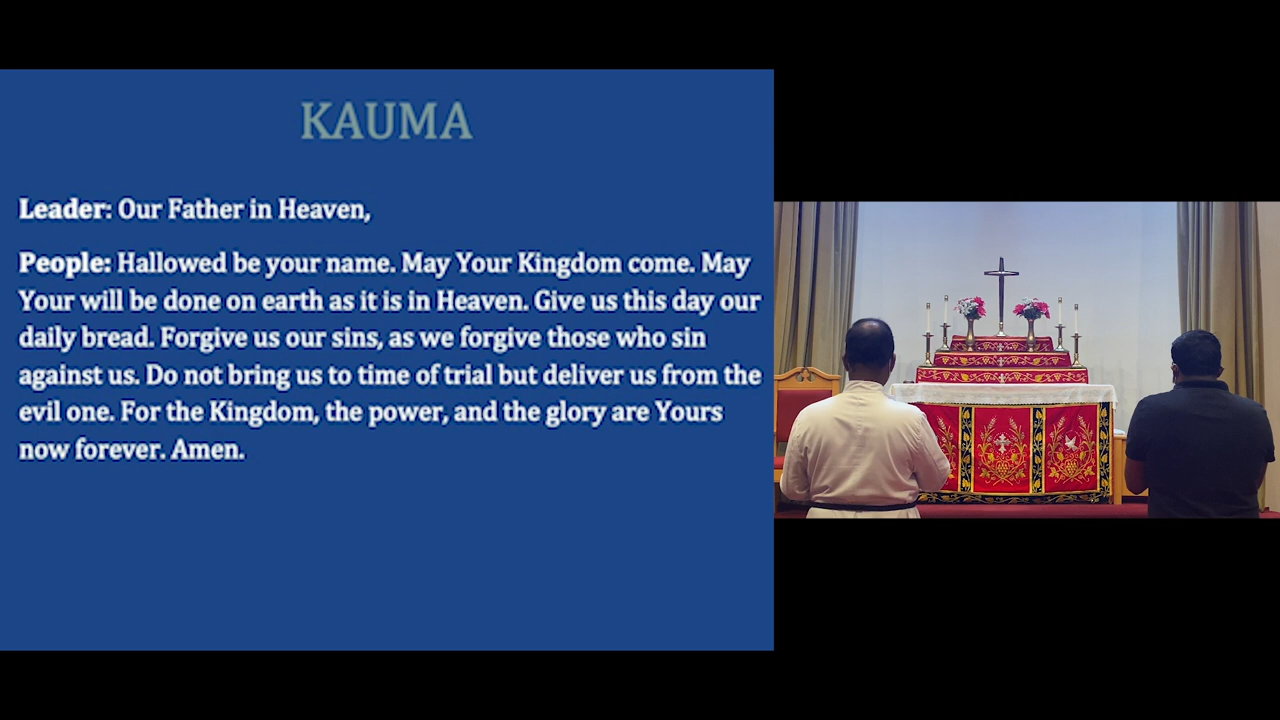 KAUMA
Leader: Our Father in Heaven,
People: Hallowed be your name. May Your Kingdom come. May
Your will be done on earth as it is in Heaven. Give us this day our
daily bread. Forgive us our sins, as we forgive those who sin
against us. Do not bring us to time of trial but deliver us from the
evil one. For the Kingdom, the power, and the glory are Yours
now forever. Amen.